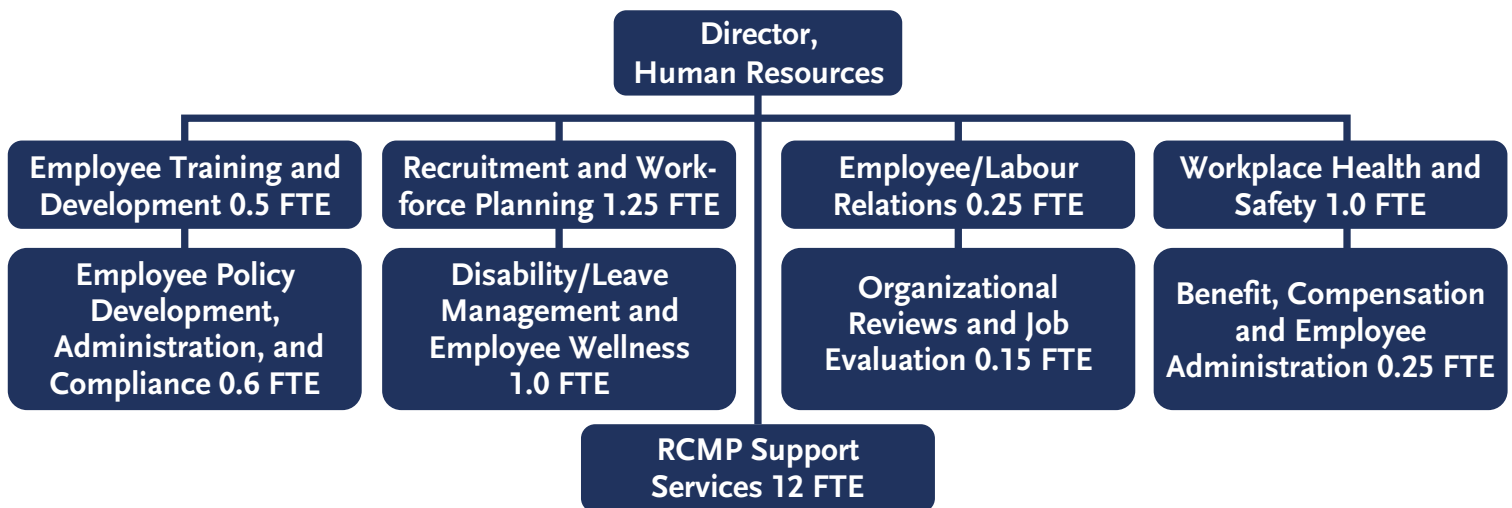 Director,
Human Resources
Employee Training and
Development 0.5 FTE
Recruitment and Work-
force Planning 1.25 FTE
Employee/Labour
Relations 0.25 FTE
Workplace Health and
Safety 1.0 FTE
Employee Policy
Development,
Administration, and
Compliance 0.6 FTE
Disability/Leave
Management and
Employee Wellness
1.0 FTE
Organizational
Reviews and Job
Evaluation 0.15 FTE
Benefit, Compensation
and Employee
Administration 0.25 FTE
RCMP Support
Services 12 FTE